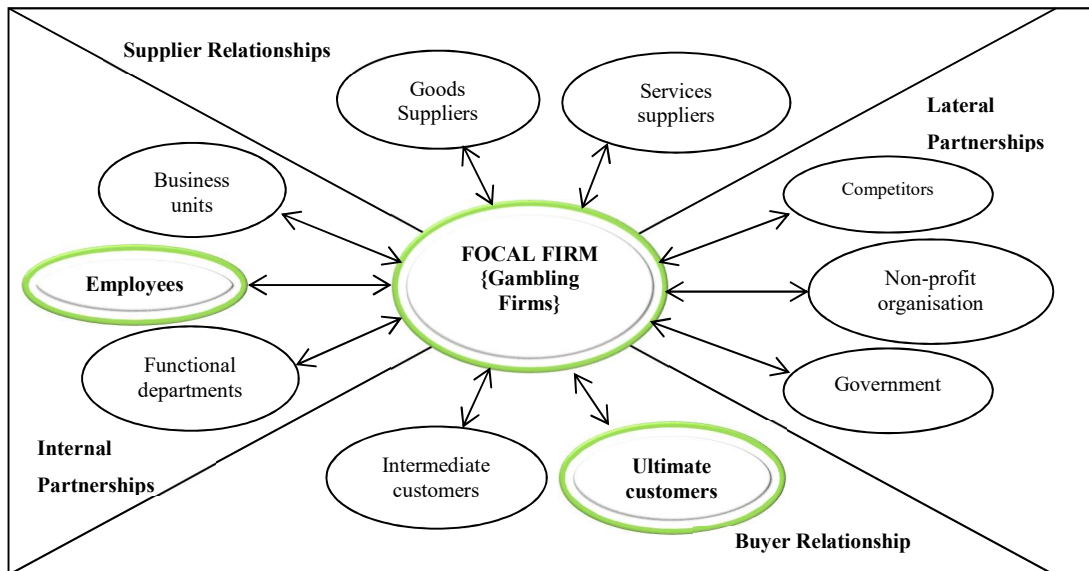 Supplier Relationships
Goods
Suppliers
Services
suppliers
Lateral
Partnerships
Business
units
Competitors
FOCAL FIRM
{Gambling
Firms}
Employees
Non-profit
organisation
Functional
departments
Government
Internal
Partnerships
Intermediate
customers
Ultimate
customers
Buyer Relationship